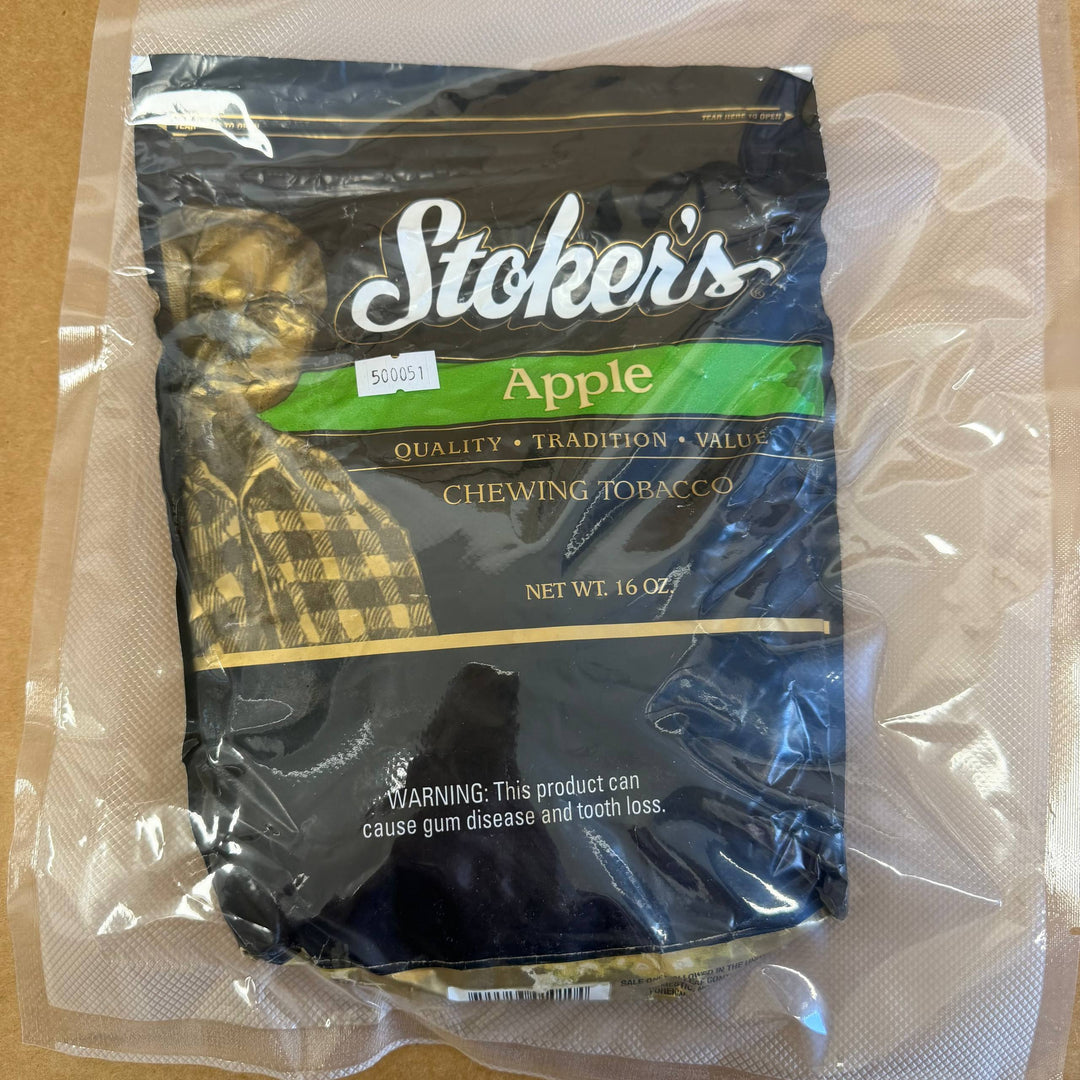 TEAR HERE TO OPEN
Stoker's®
500051
Apple
QUALITY • TRADITION • VALUE
CHEWING TOBACCO
NET WT. 16 OZ.
WARNING: This product can
cause gum disease and tooth loss.